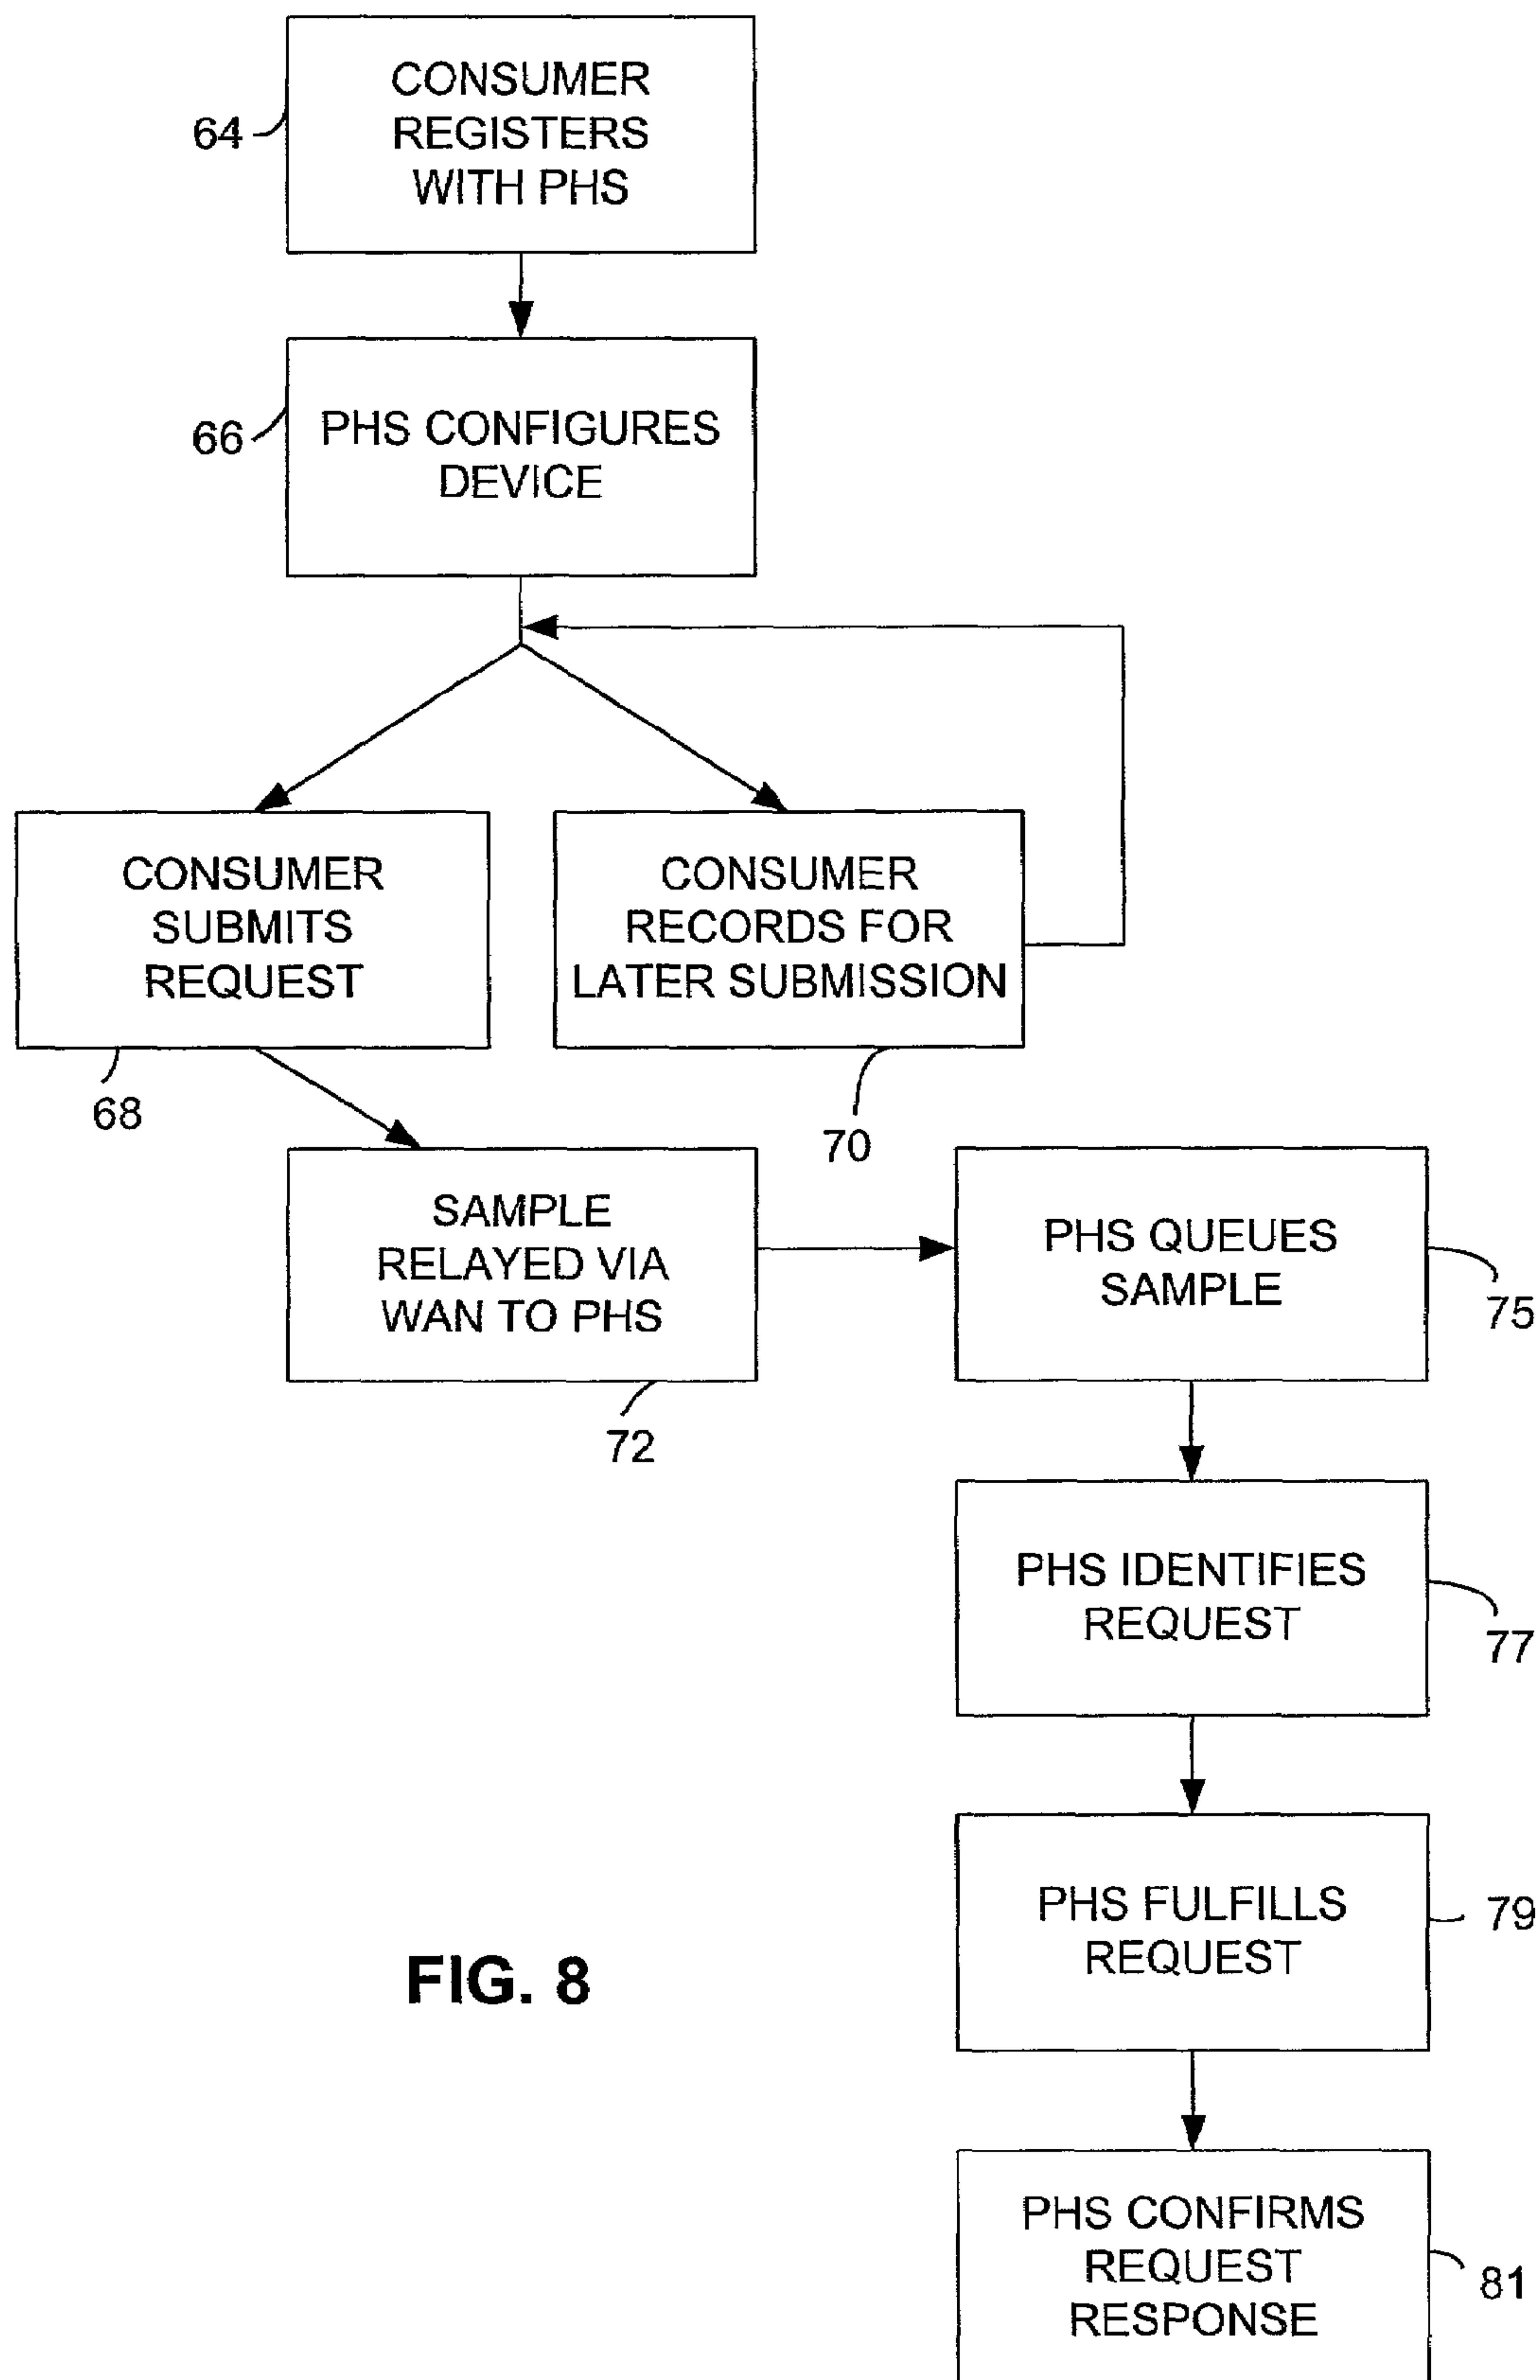 CONSUMER
REGISTERS
WITH PHS
64
PHS CONFIGURES
DEVICE
66
CONSUMER
SUBMITS
REQUEST
68
CONSUMER
RECORDS FOR
LATER SUBMISSION
70
SAMPLE
RELAYED VIA
WAN TO PHS
72
PHS QUEUES
SAMPLE
75
PHS IDENTIFIES
REQUEST
77
PHS FULFILLS
REQUEST
79
FIG. 8
PHS CONFIRMS
REQUEST
RESPONSE
81